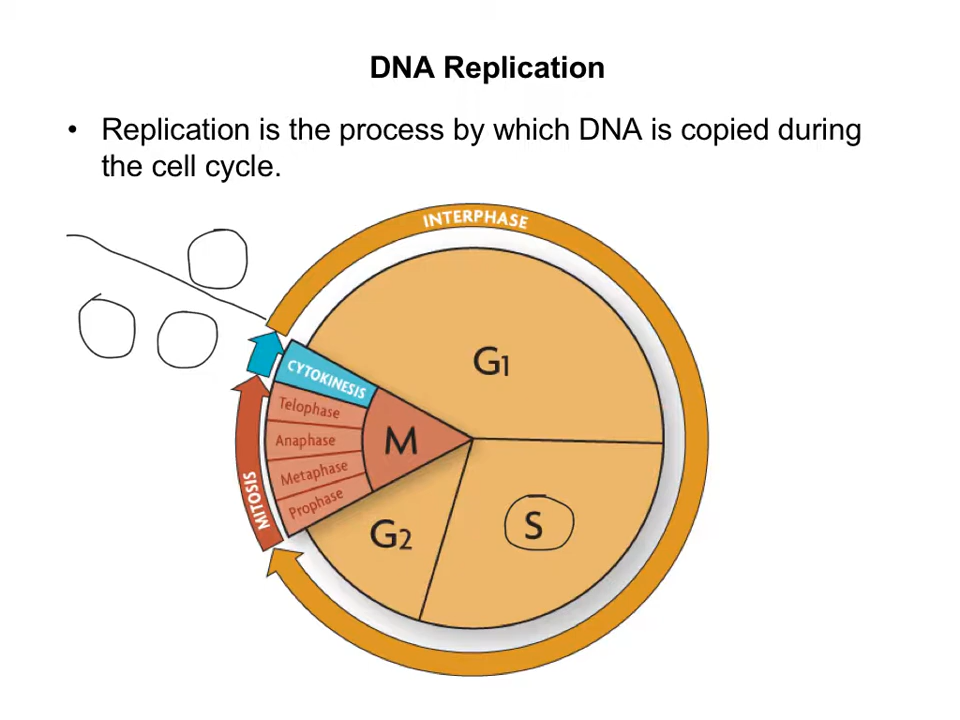 DNA Replication
• Replication is the process by which DNA is copied during
the cell cycle.
INTERPHASE
G1
CYTOKINESIS
Telophase
Anaphase
M
Metaphase
Prophase
MITOSIS
G2
S